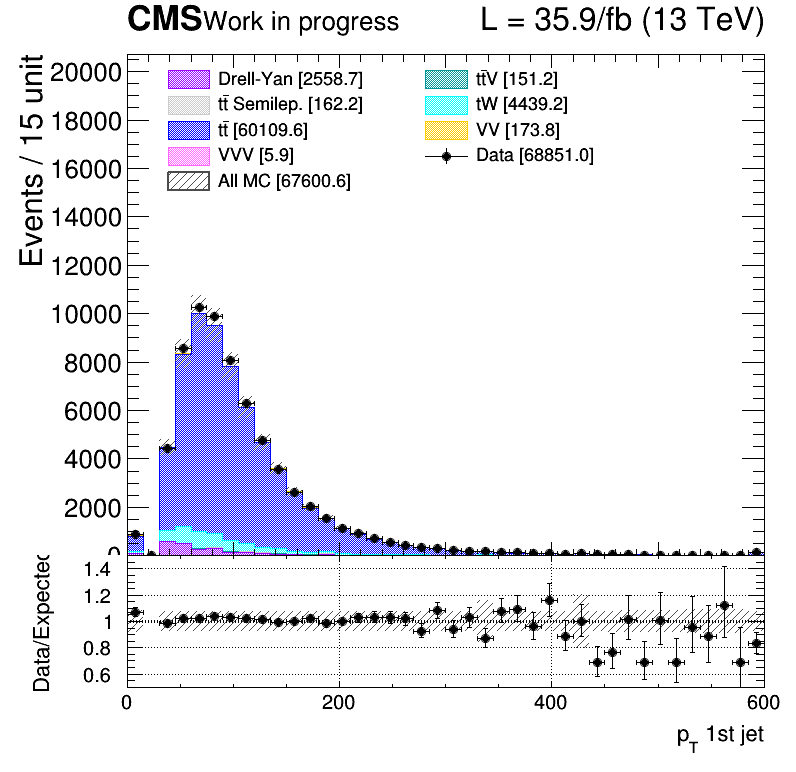 CMS Work in progress L = 35.9/fb (13 TeV)
Events / 15 unit
20000
18000
16000
14000
12000
10000
8000
6000
4000
2000
0
Drell-Yan [2558.7]
tt̄ Semilep. [162.2]
tt̄ [60109.6]
VVV [5.9]
All MC [67600.6]
tt̄V [151.2]
tW [4439.2]
VV [173.8]
Data [68851.0]
Data/Expected
1.4
1.2
1
0.8
0.6
0 200 400 600
p_T 1st jet